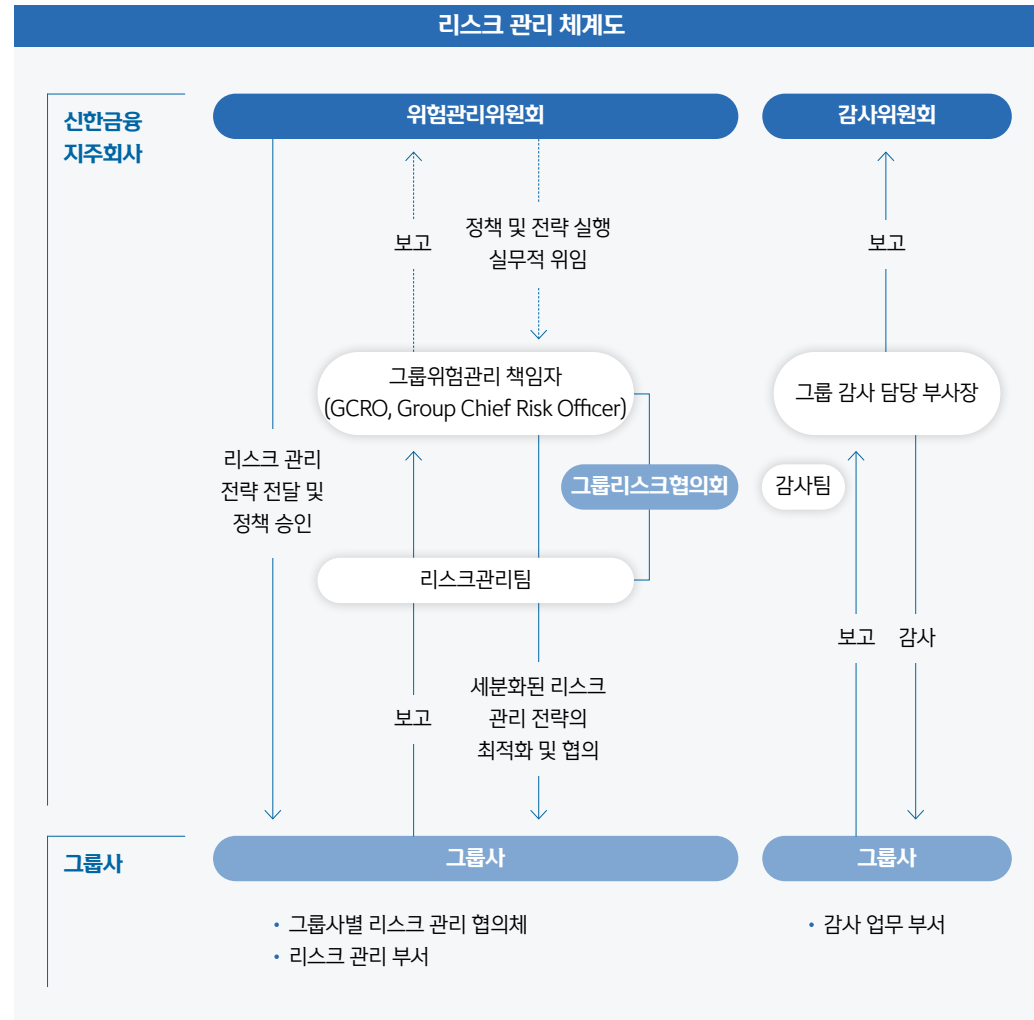 리스크 관리 체계도
신한금융
지주회사
위험관리위원회
감사위원회
보고
정책 및 전략 실행
실무적 위임
보고
그룹위험관리 책임자
(GCRO, Group Chief Risk Officer)
그룹 감사 담당 부사장
리스크 관리
전략 전달 및
정책 승인
그룹리스크협의회
감사팀
리스크관리팀
보고
감사
보고
세분화된 리스크
관리 전략의
최적화 및 협의
그룹사
그룹사
그룹사
• 그룹사별 리스크 관리 협의체
• 리스크 관리 부서
• 감사 업무 부서